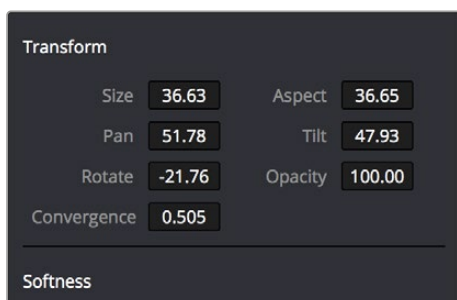 Transform
Size 36.63 Aspect 36.65
Pan 51.78 Tilt 47.93
Rotate -21.76 Opacity 100.00
Convergence 0.505
Softness